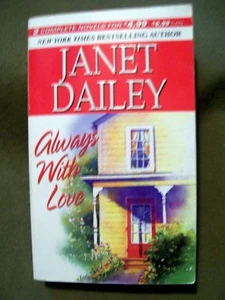 2 COMPLETE NOVELS FOR $4.99
NEW YORK TIMES BESTSELLING AUTHOR
JANET
DAILEY
Always
With
Love